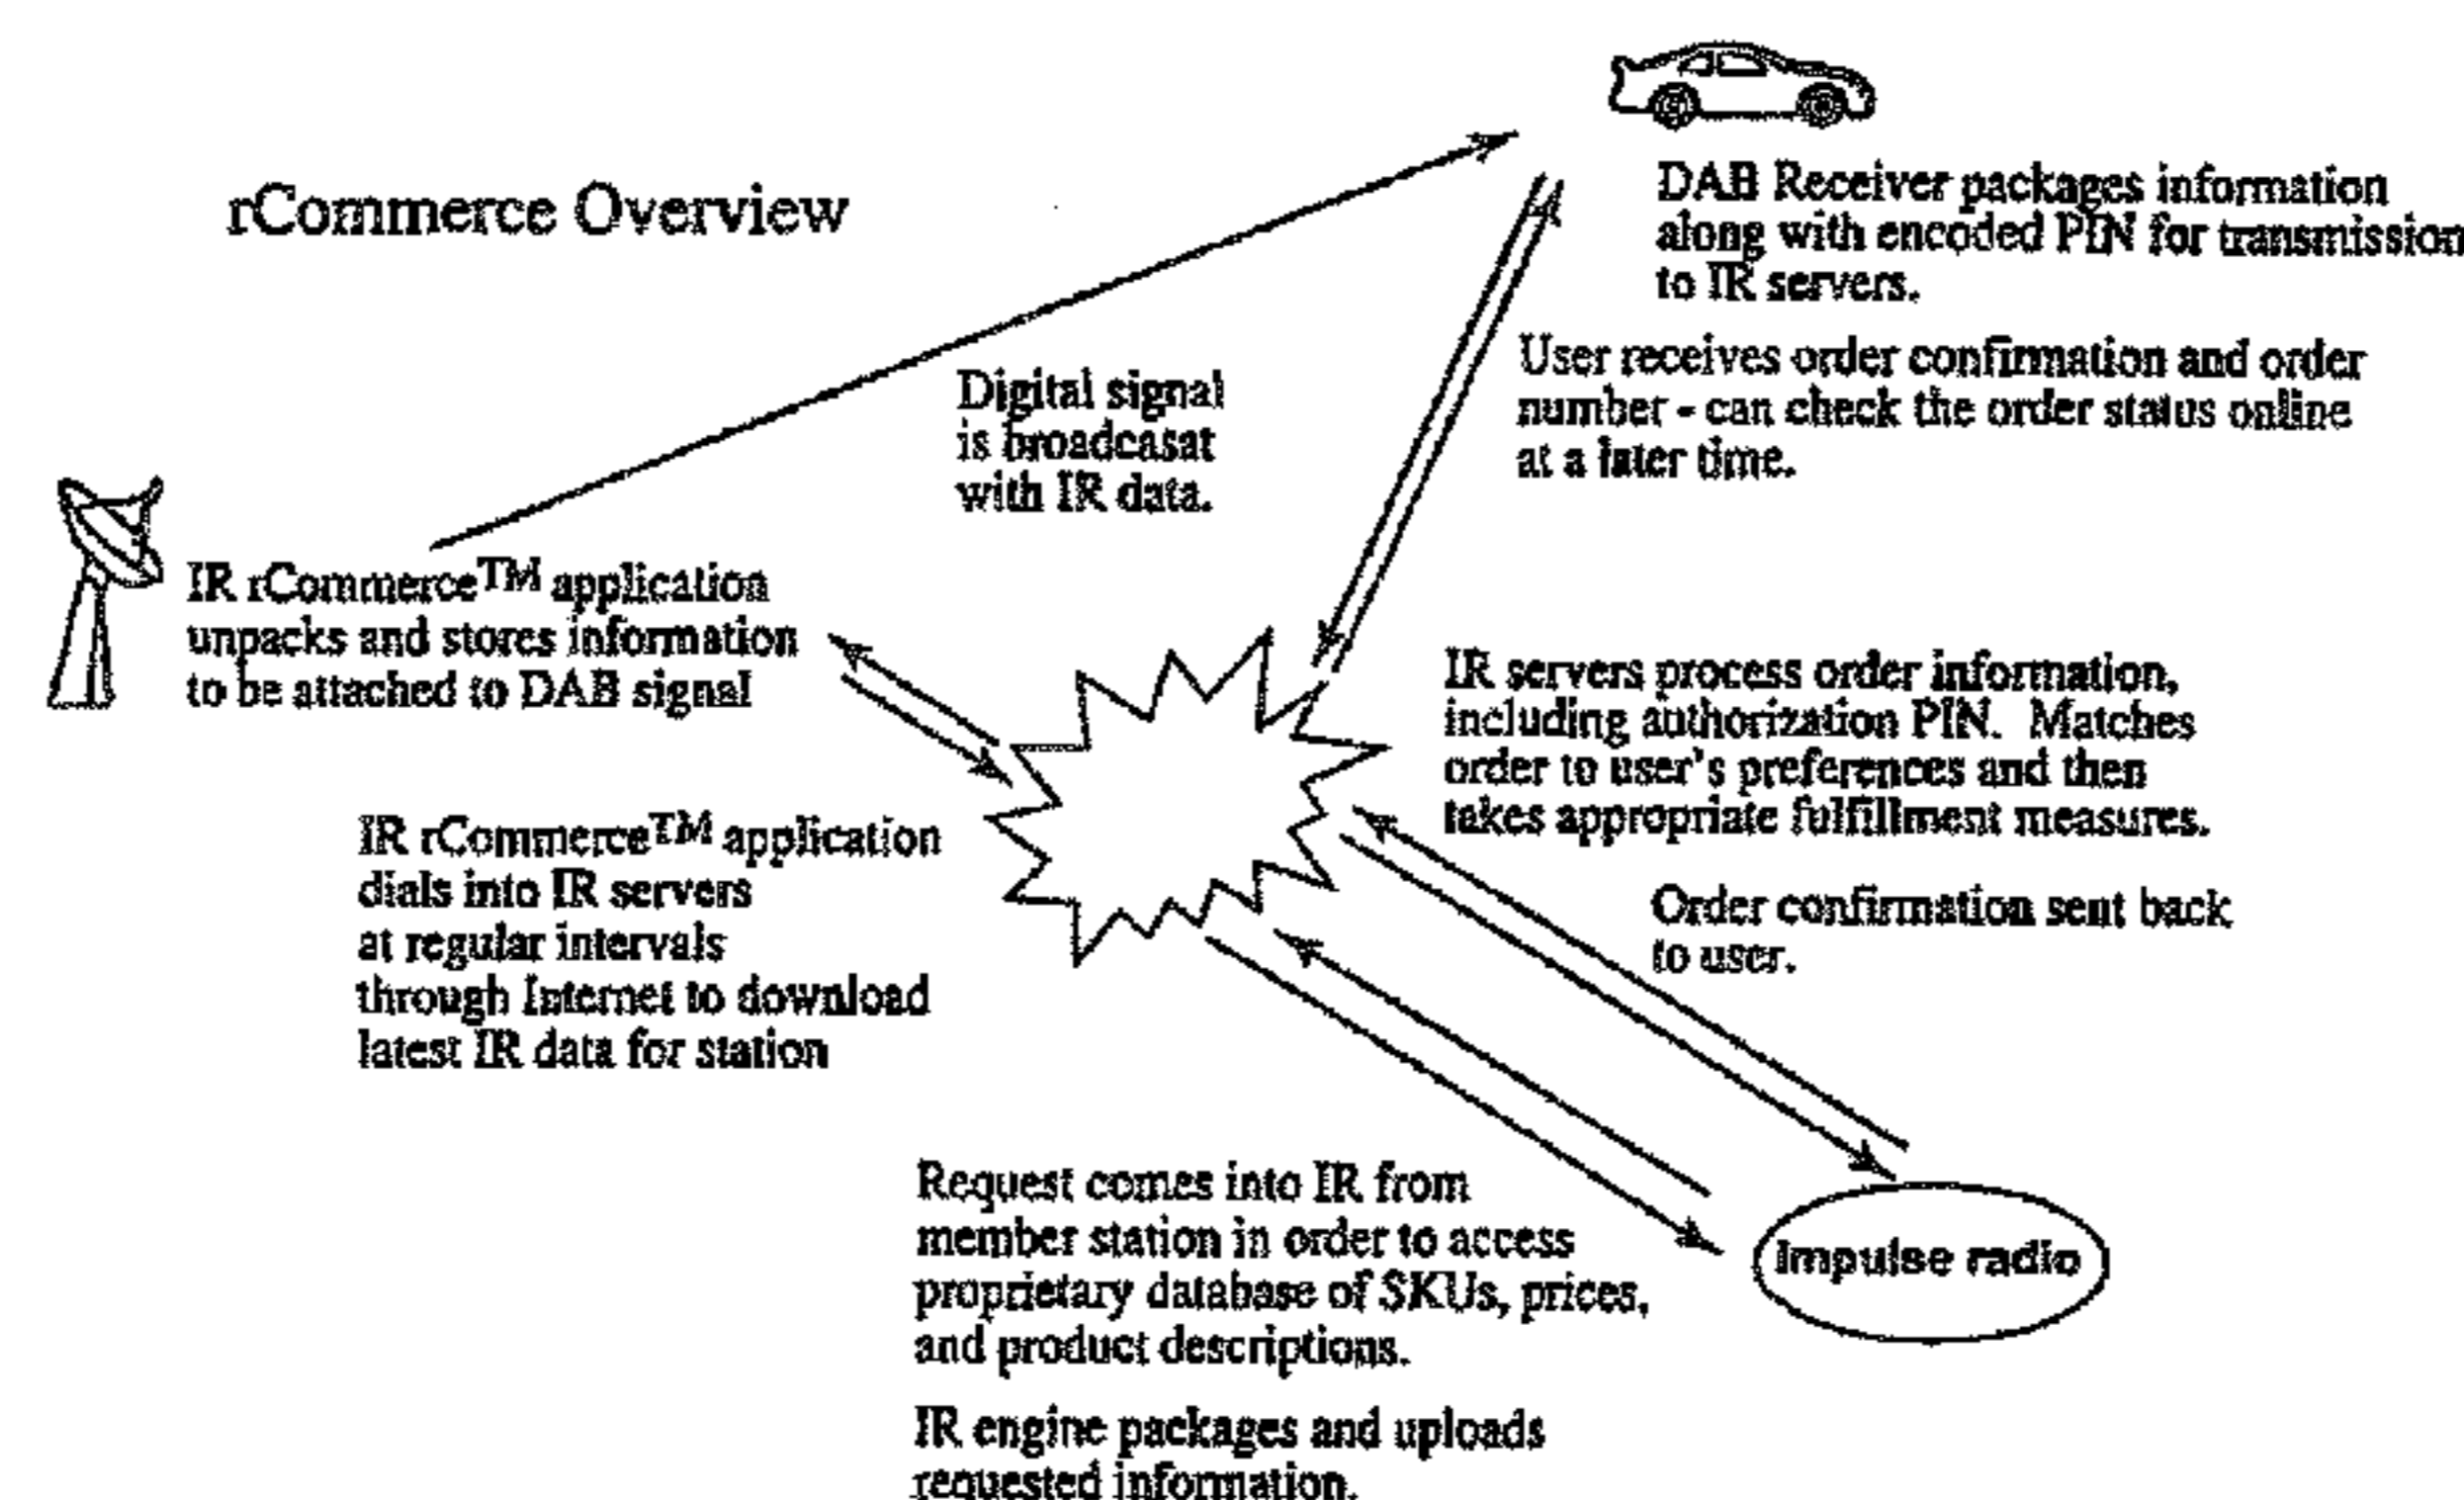 rCommerce Overview
DAB Receiver packages information
along with encoded PIN for transmission
to IR servers.
User receives order confirmation and order
number - can check the order status online
at a later time.
Digital signal
is broadcasat
with IR data.
IR rCommerce™ application
unpacks and stores information
to be attached to DAB signal
IR servers process order information,
including authorization PIN. Matches
order to user's preferences and then
takes appropriate fulfillment measures.
IR rCommerce™ application
dials into IR servers
at regular intervals
through Internet to download
latest IR data for station
Order confirmation sent back
to user.
Request comes into IR from
member station in order to access
proprietary database of SKUs, prices,
and product descriptions.
Impulse radio
IR engine packages and uploads
requested information.